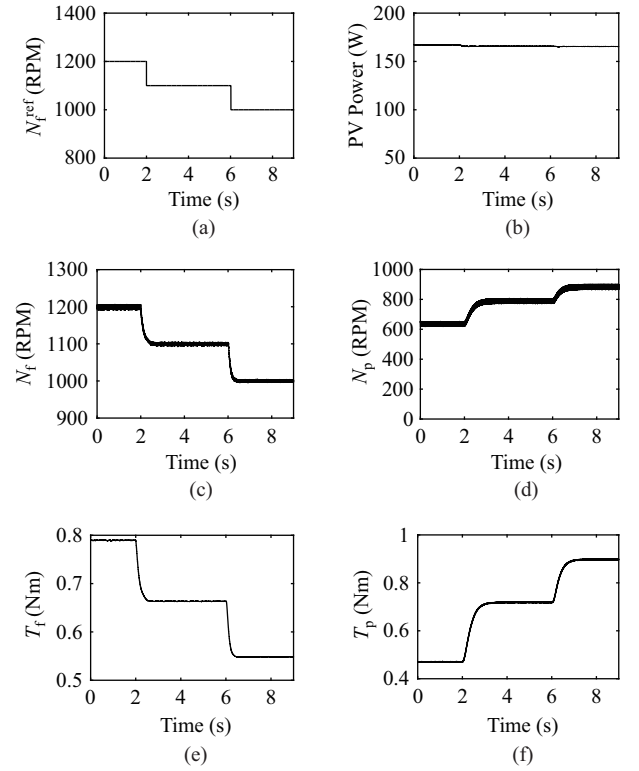 1400
1200
1000
800
0 2 4 6 8
N_f^ref (RPM)
Time (s)
(a)
200
150
100
50
0 2 4 6 8
PV Power (W)
Time (s)
(b)
1300
1200
1100
1000
900
0 2 4 6 8
N_f (RPM)
Time (s)
(c)
1000
800
600
400
200
0
0 2 4 6 8
N_p (RPM)
Time (s)
(d)
0.8
0.7
0.6
0.5
0 2 4 6 8
T_f (Nm)
Time (s)
(e)
1
0.8
0.6
0.4
0 2 4 6 8
T_p (Nm)
Time (s)
(f)